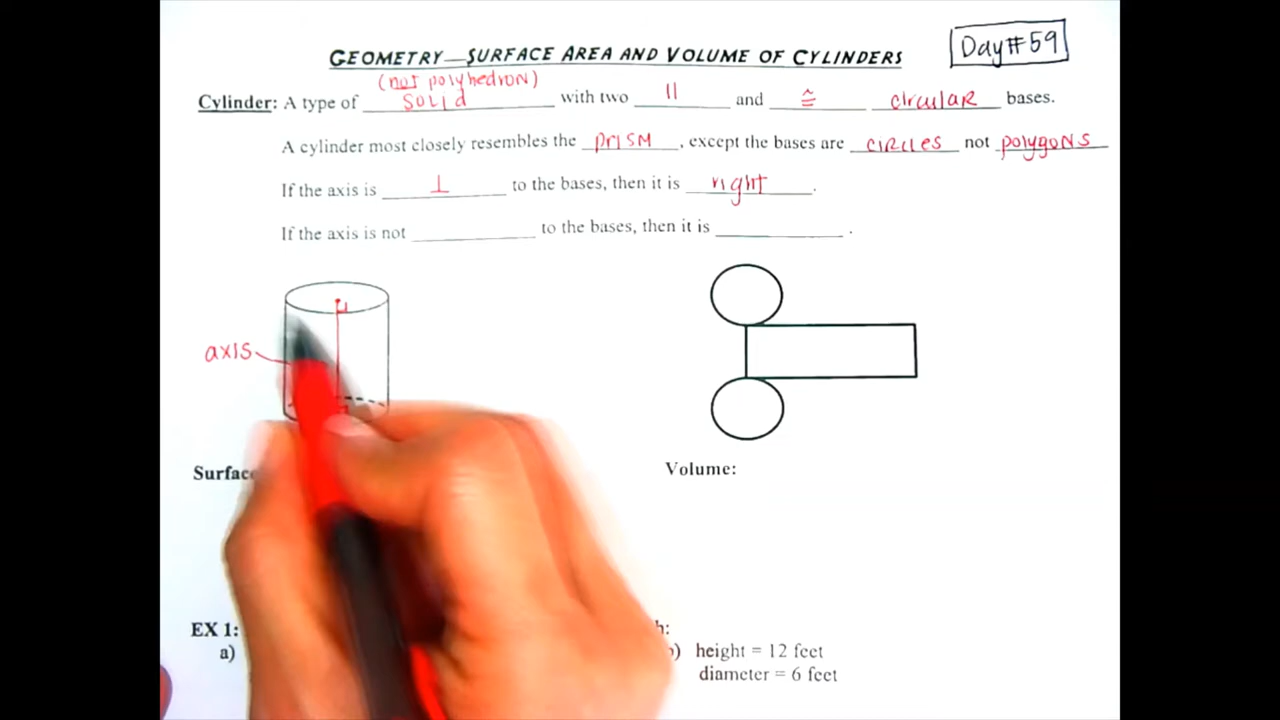 GEOMETRY—SURFACE AREA AND VOLUME OF CYLINDERS
Day#59
(not polyhedron)
Cylinder: A type of solid with two || and ≅ circular bases.
A cylinder most closely resembles the prism, except the bases are circles not polygons
If the axis is ⊥ to the bases, then it is right.
If the axis is not ________ to the bases, then it is ________.
axis
Volume:
EX 1:
a)
height = 12 feet
diameter = 6 feet